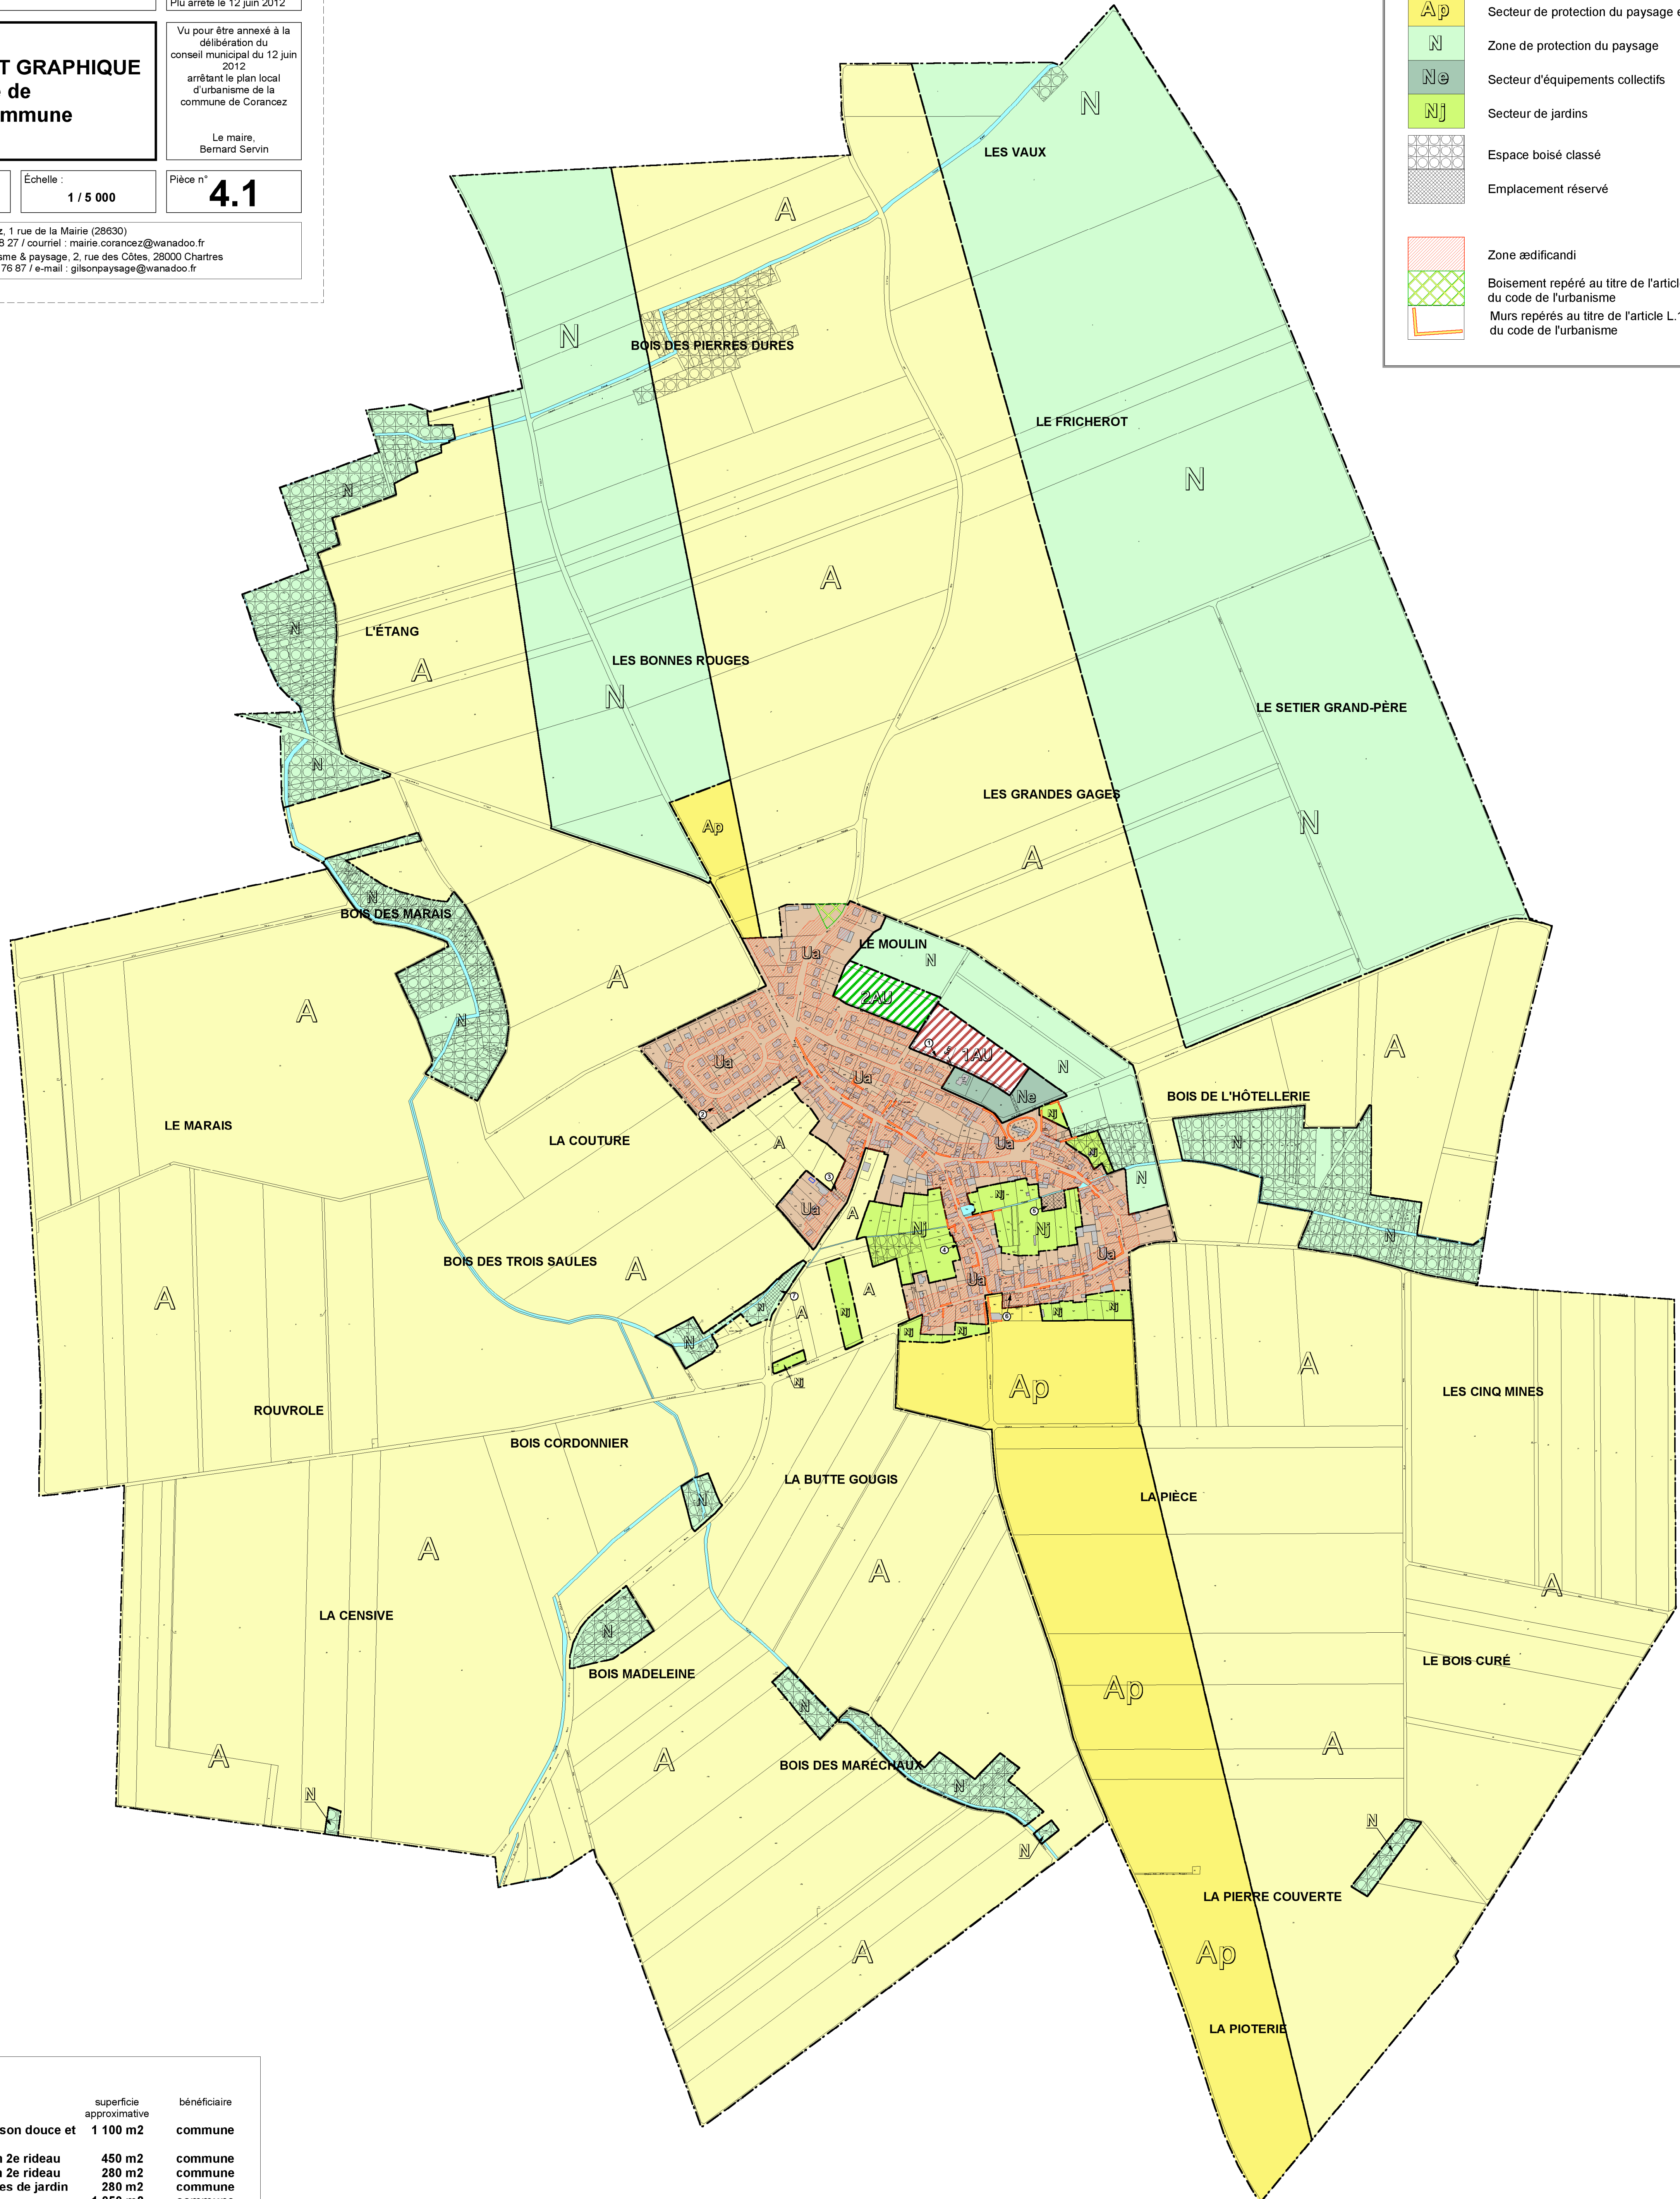 Plu arrêté le 12 juin 2012
T GRAPHIQUE
de
mmune
Vu pour être annexé à la
délibération du
conseil municipal du 12 juin
2012
arrêtant le plan local
d'urbanisme de la
commune de Corancez
Le maire,
Bernard Servin
Échelle :
1 / 5 000
Pièce n°
4.1
z, 1 rue de la Mairie (28630)
8 27 / courriel : mairie.corancez@wanadoo.fr
sme & paysage, 2, rue des Côtes, 28000 Chartres
76 87 / e-mail : gilsonpaysage@wanadoo.fr
Ap Secteur de protection du paysage e
N Zone de protection du paysage
Ne Secteur d'équipements collectifs
Nj Secteur de jardins
Espace boisé classé
Emplacement réservé
Zone ædificandi
Boisement repéré au titre de l'articl
du code de l'urbanisme
Murs repérés au titre de l'article L.1
du code de l'urbanisme
N
LES VAUX
A
N
BOIS DES PIERRES DURES
LE FRICHEROT
N
N
A
N
L'ÉTANG
A
LES BONNES ROUGES
N
LE SETIER GRAND-PÈRE
N
LES GRANDES GAGES
N
Ap
A
N
BOIS DES MARAIS
LE MOULIN
N
Ua
A
A
2AU
N
1
1AU
A
Ua
Ua
N
Ne
BOIS DE L'HÔTELLERIE
LE MARAIS
2
Nj
LA COUTURE
A
Ua
N
Nj
3
N
Nj
Ua
5
A
Nj
Nj
N
4
Ua
BOIS DES TROIS SAULES
A
Ua
A
A
7
N
A
Nj
Nj
Nj
6
N
Nj
Nj
Nj
A
Ap
LES CINQ MINES
ROUVROLE
BOIS CORDONNIER
LA BUTTE GOUGIS
LA PIÈCE
N
A
A
A
LA CENSIVE
N
BOIS MADELEINE
LE BOIS CURÉ
Ap
N
A
A
A
BOIS DES MARÉCHAUX
N
N
N
N
LA PIERRE COUVERTE
A
Ap
LA PIOTERIE
superficie
approximative
bénéficiaire
son douce et 1 100 m2 commune
n 2e rideau 450 m2 commune
n 2e rideau 280 m2 commune
es de jardin 280 m2 commune